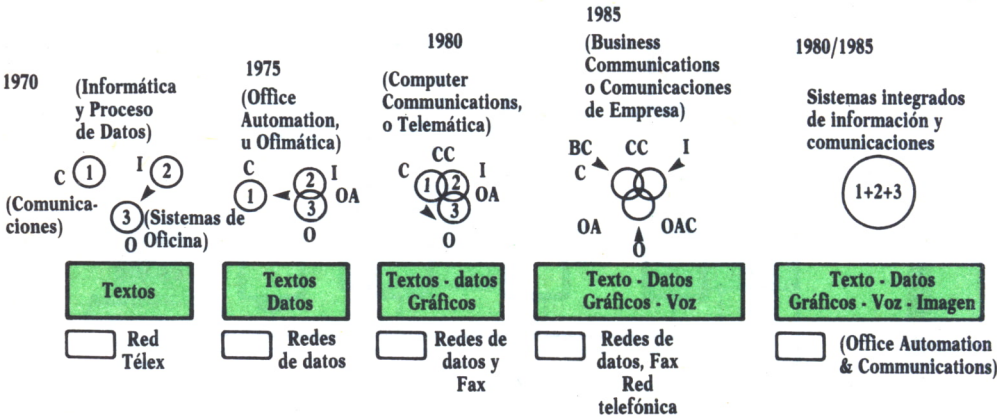 1970
(Informática
y Proceso
de Datos)
C
1
I
2
(Comunica-
ciones)
3
(Sistemas de
Oficina)
O
Textos
Red
Télex
1975
(Office
Automation,
u Ofimática)
C
1
2
I
OA
3
O
Textos
Datos
Redes
de datos
1980
(Computer
Communications,
o Telemática)
CC
C
1
2
I
OA
3
O
Textos - datos
Gráficos
Redes de
datos y
Fax
1985
(Business
Communications
o Comunicaciones
de Empresa)
BC
CC
I
C
OA
OAC
O
Texto - Datos
Gráficos - Voz
Redes de
datos, Fax
Red
telefónica
1980/1985
Sistemas integrados
de información y
comunicaciones
1+2+3
Texto - Datos
Gráficos - Voz - Imagen
(Office Automation
& Communications)